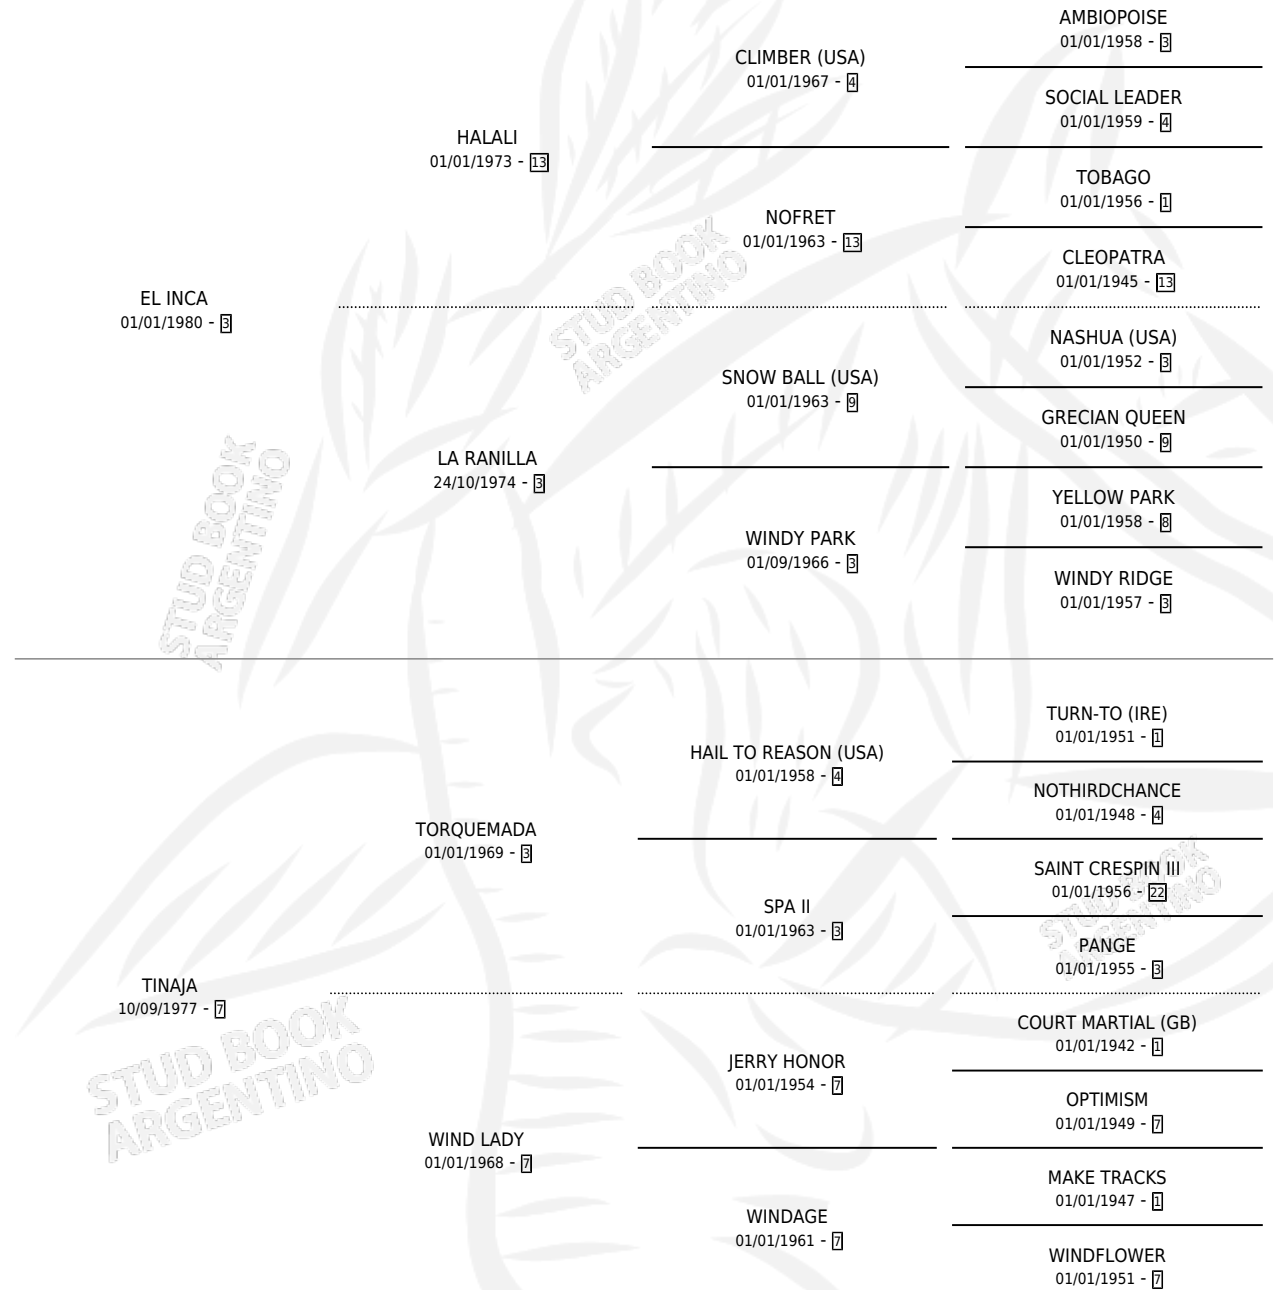 AMBIOPOISE
01/01/1958 - 3
CLIMBER (USA)
01/01/1967 - 4
SOCIAL LEADER
01/01/1959 - 4
HALALI
01/01/1973 - 13
TOBAGO
01/01/1956 - 1
NOFRET
01/01/1963 - 13
CLEOPATRA
01/01/1945 - 13
EL INCA
01/01/1980 - 3
NASHUA (USA)
01/01/1952 - 3
SNOW BALL (USA)
01/01/1963 - 9
GRECIAN QUEEN
01/01/1950 - 9
LA RANILLA
24/10/1974 - 3
YELLOW PARK
01/01/1958 - 8
WINDY PARK
01/09/1966 - 3
WINDY RIDGE
01/01/1957 - 3
TURN-TO (IRE)
01/01/1951 - 1
HAIL TO REASON (USA)
01/01/1958 - 4
NOTHIRDCHANCE
01/01/1948 - 4
TORQUEMADA
01/01/1969 - 3
SAINT CRESPIN III
01/01/1956 - 22
SPA II
01/01/1963 - 3
PANGE
01/01/1955 - 3
TINAJA
10/09/1977 - 7
COURT MARTIAL (GB)
01/01/1942 - 1
JERRY HONOR
01/01/1954 - 7
OPTIMISM
01/01/1949 - 7
WIND LADY
01/01/1968 - 7
MAKE TRACKS
01/01/1947 - 1
WINDAGE
01/01/1961 - 7
WINDFLOWER
01/01/1951 - 7
STUD BOOK
ARGENTINO
STUD BOOK
ARGENTINO
STUD BOOK
ARGENTINO
STUD BOOK
ARGENTINO